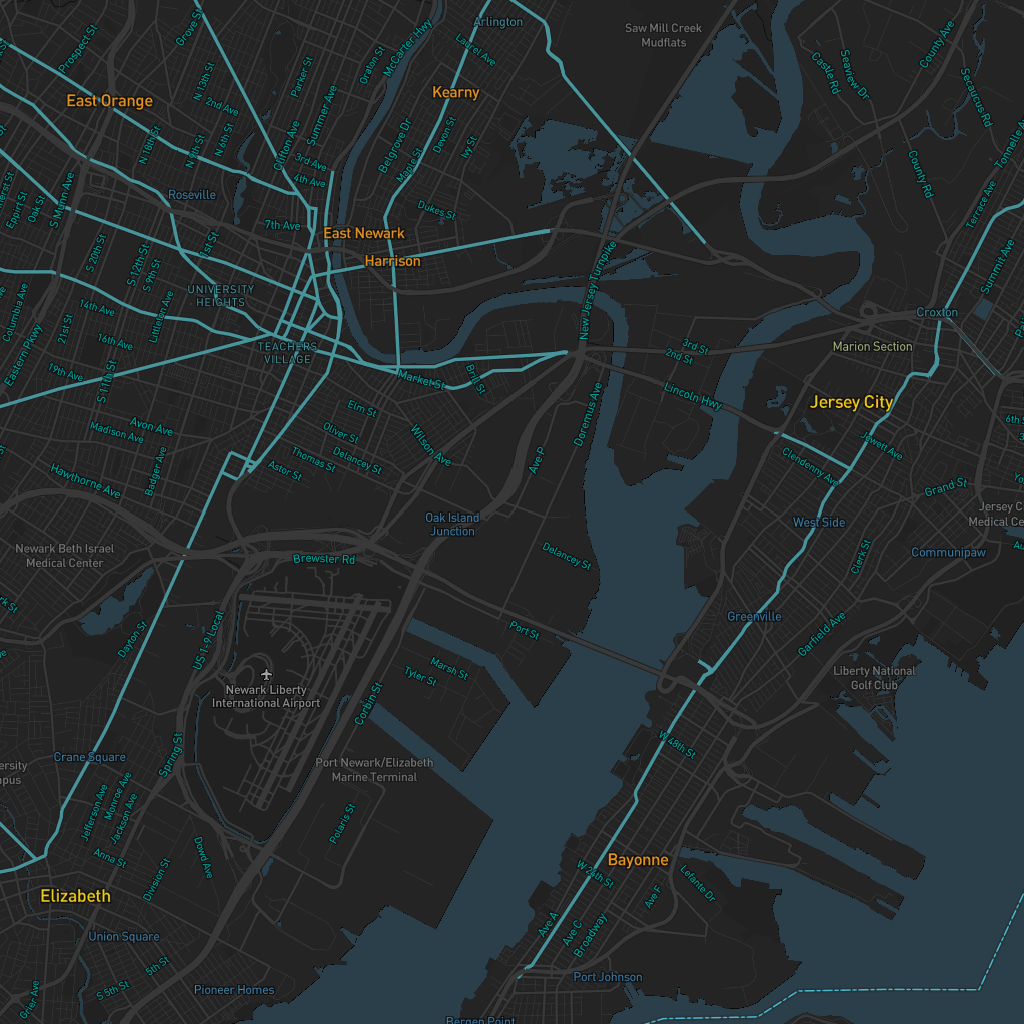 Arlington
Grove St
McCarter Hwy
Saw Mill Creek
Mudflats
County Ave
Prospect St
Laurel Ave
Oraton St
Castle Rd
Seaview Dr
N 13th St
Parker St
East Orange
Kearny
Secaucus Rd
2nd Ave
Summer Ave
N 18th St
N 6th St
Clifton Ave
Belgrove Dr
Devon St
Ivy St
Maple St
3rd Ave
4th Ave
Roseville
County Rd
Tonnelle A
Eppirt St
Oak St
S Munn Ave
7th Ave
Dukes St
Terrace Ave
East Newark
Harrison
1st St
S 20th St
S 12th St
S 9th St
Summit Ave
New Jersey Turnpike
UNIVERSITY
HEIGHTS
Columbia Ave
14th Ave
Littleton Ave
21st St
16th Ave
Croxton
Eastern Pkwy
TEACHERS
VILLAGE
3rd St
2nd St
Marion Section
19th Ave
S 11th St
Market St
Brill St
Lincoln Hwy
Jersey City
Elm St
Doremus Ave
Avon Ave
Madison Ave
Oliver St
Wilson Ave
Jewett Ave
Thomas St
Delancey St
Ave P
Clendenny Ave
Hawthorne Ave
Badger Ave
Astor St
Grand St
Oak Island
Junction
West Side
Jersey C
Medical Cente
Newark Beth Israel
Medical Center
Brewster Rd
Delancey St
Clerk St
Communipaw
Dayton St
US 1-9 Local
Port St
Greenville
Garfield Ave
Marsh St
Tyler St
Newark Liberty
International Airport
Corbin St
Liberty National
Golf Club
Crane Square
Spring St
W 48th St
Port Newark/Elizabeth
Marine Terminal
Jefferson Ave
Monroe Ave
Jackson Ave
Polaris St
Anna St
Dowd Ave
Bayonne
Elizabeth
Division St
W 24th St
Ave F
Lefante Dr
Union Square
Ave A
Ave C
Broadway
5th St
S 5th St
Pioneer Homes
Port Johnson
Grier Ave
Bergen Point